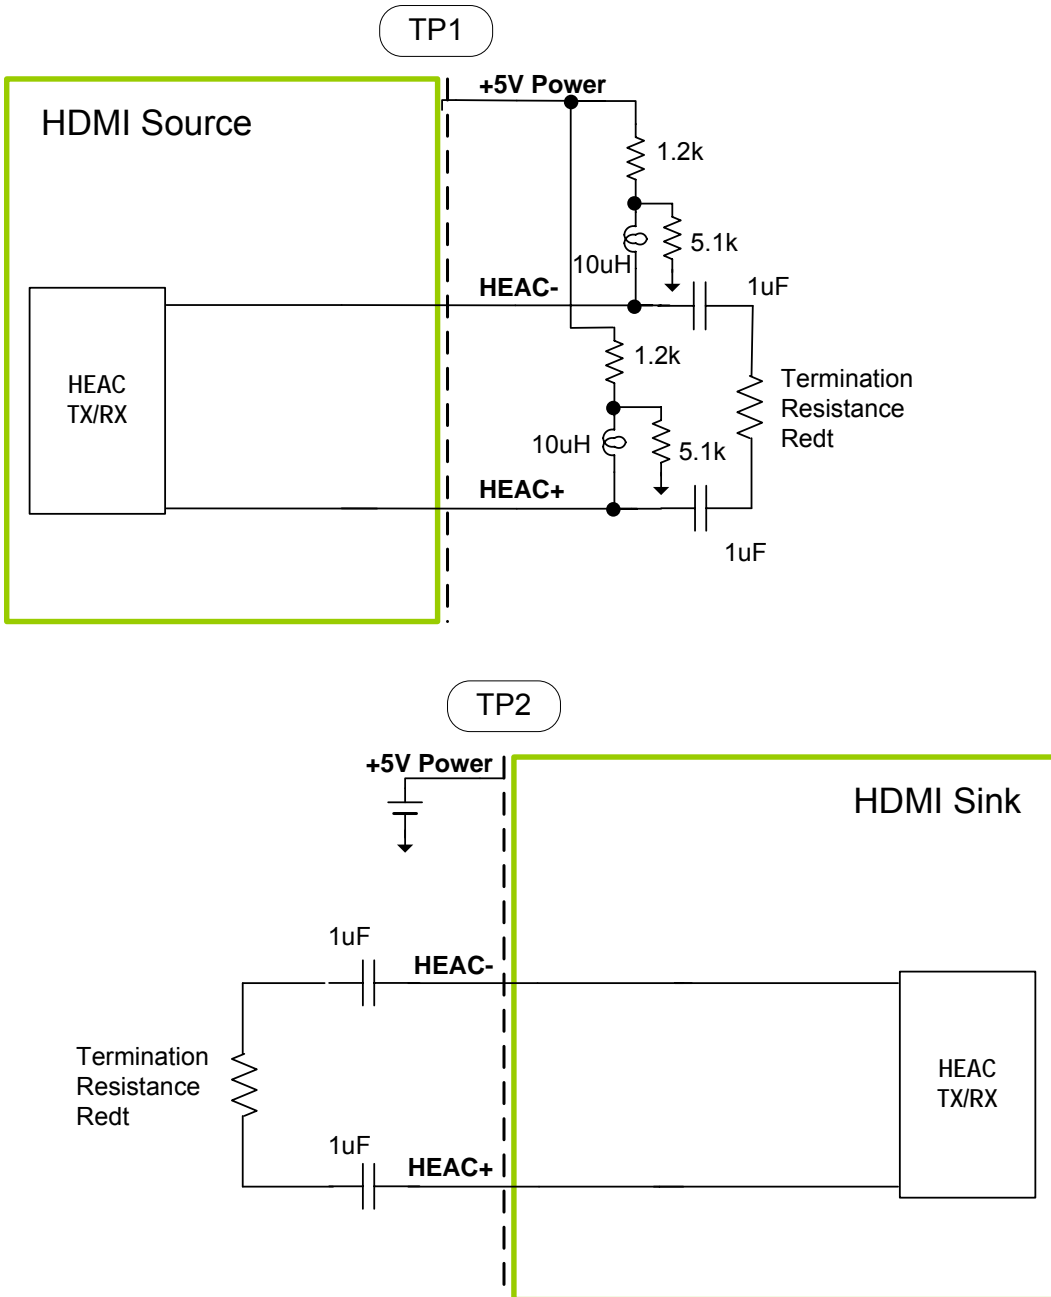 TP1
+5V Power
HDMI Source
1.2k
5.1k
10uH
HEAC-
1uF
1.2k
HEAC
TX/RX
Termination
Resistance
Redt
10uH
5.1k
HEAC+
1uF
TP2
+5V Power
HDMI Sink
1uF
HEAC-
Termination
Resistance
Redt
HEAC
TX/RX
1uF
HEAC+